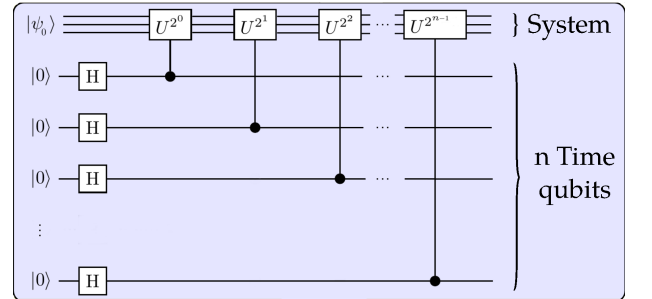 |ψ₀⟩ U^{2^0} U^{2^1} U^{2^2} ... U^{2^{n-1}} } System
|0⟩ H ...
|0⟩ H ...
|0⟩ H ...
n Time
qubits
⋮
|0⟩ H